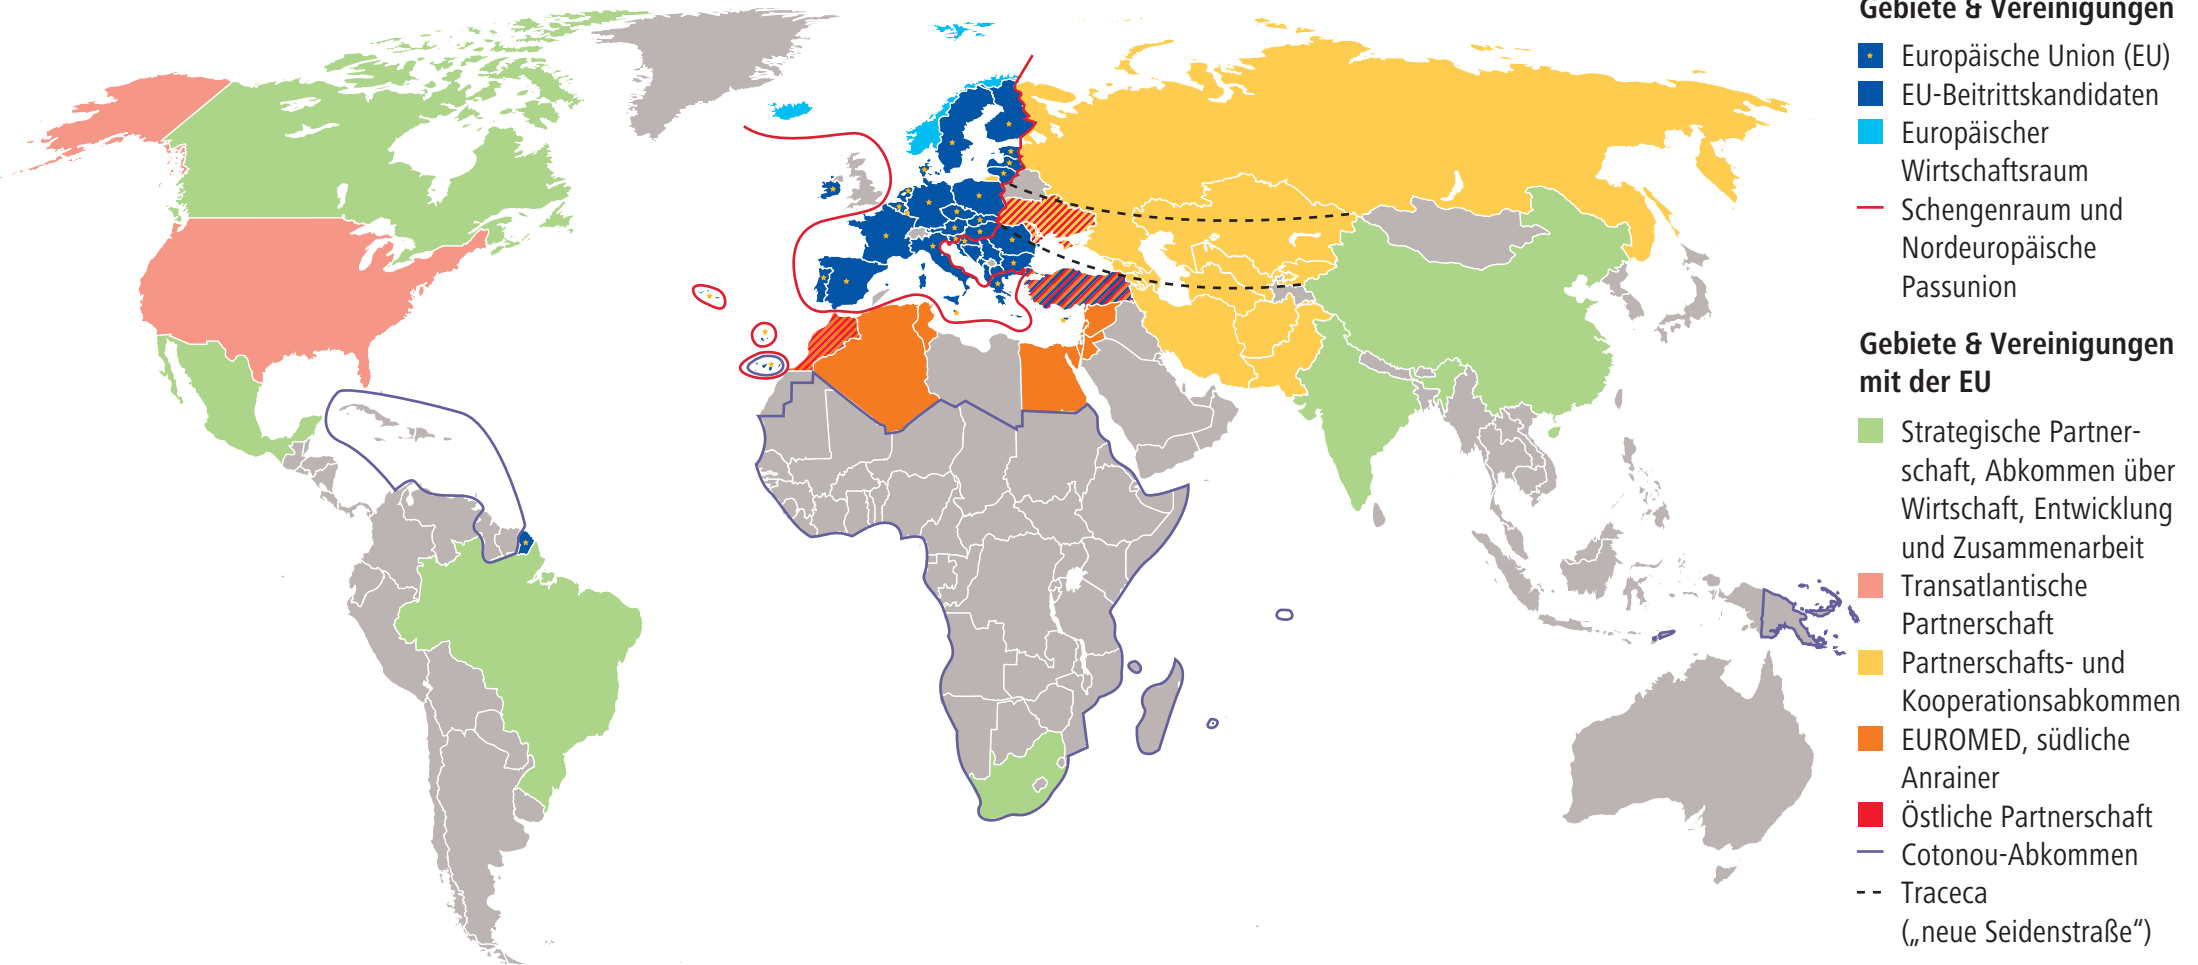 Gebiete & Vereinigungen
Europäische Union (EU)
EU-Beitrittskandidaten
Europäischer
Wirtschaftsraum
Schengenraum und
Nordeuropäische
Passunion
Gebiete & Vereinigungen
mit der EU
Strategische Partner-
schaft, Abkommen über
Wirtschaft, Entwicklung
und Zusammenarbeit
Transatlantische
Partnerschaft
Partnerschafts- und
Kooperationsabkommen
EUROMED, südliche
Anrainer
Östliche Partnerschaft
Cotonou-Abkommen
Traceca
(„neue Seidenstraße“)